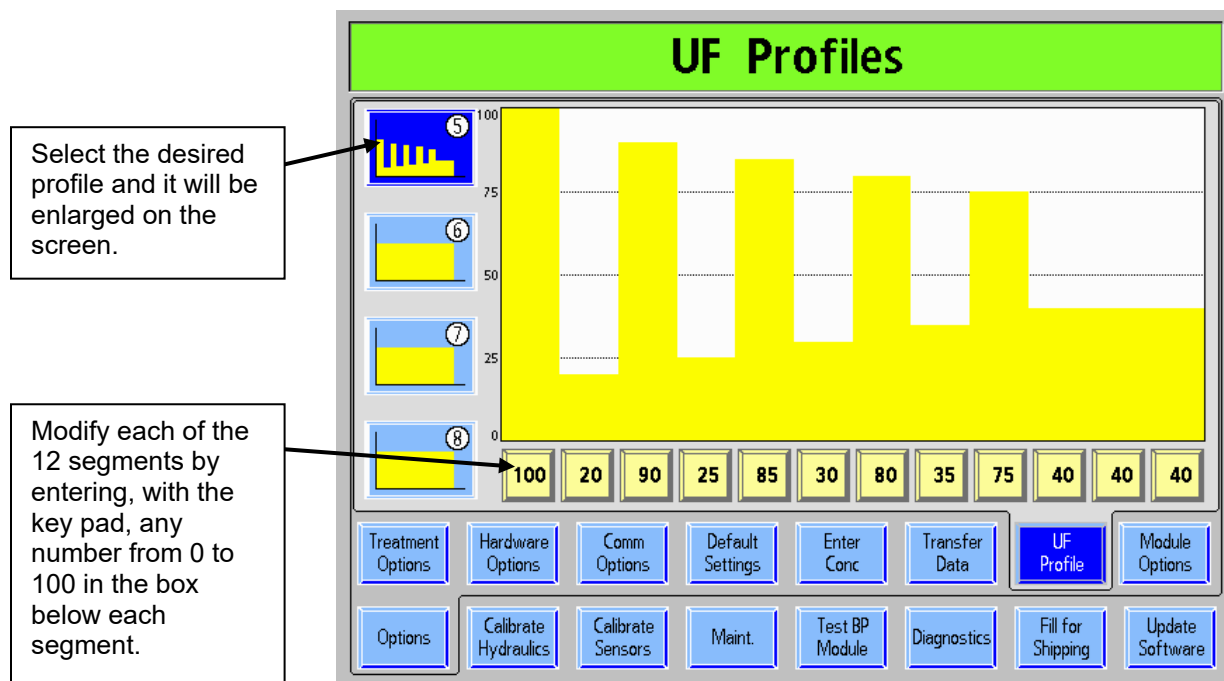 UF Profiles
Select the desired
profile and it will be
enlarged on the
screen.
5
100
75
6
50
7
25
8
0
Modify each of the
12 segments by
entering, with the
key pad, any
number from 0 to
100 in the box
below each
segment.
100 20 90 25 85 30 80 35 75 40 40 40
Treatment Options
Hardware Options
Comm Options
Default Settings
Enter Conc
Transfer Data
UF Profile
Module Options
Options
Calibrate Hydraulics
Calibrate Sensors
Maint.
Test BP Module
Diagnostics
Fill for Shipping
Update Software